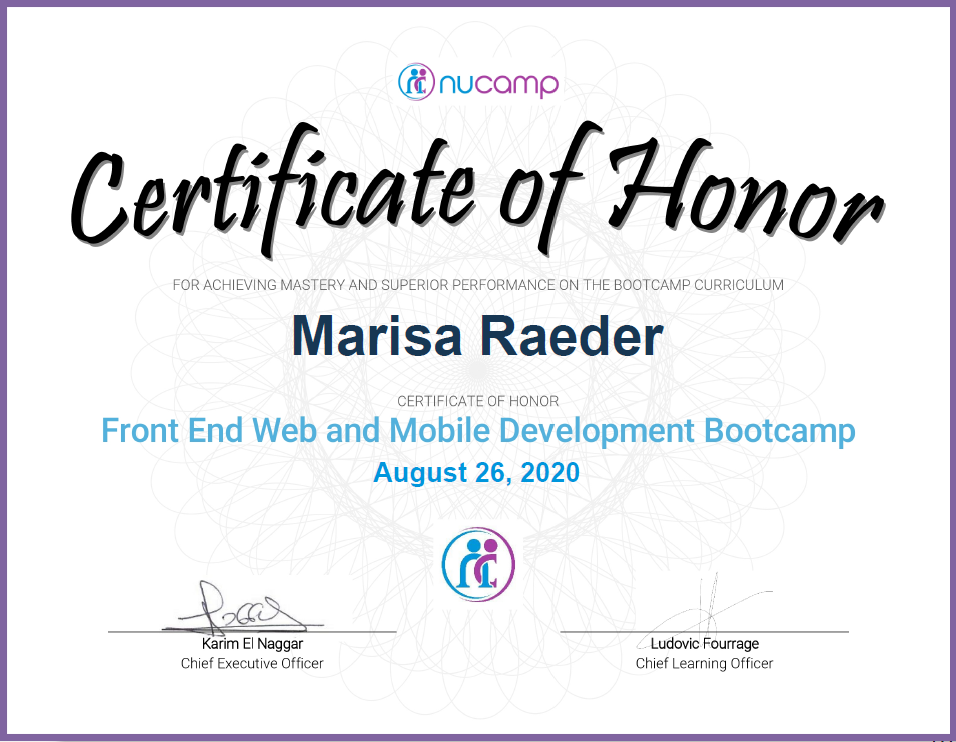 nucamp
Certificate of Honor
FOR ACHIEVING MASTERY AND SUPERIOR PERFORMANCE ON THE BOOTCAMP CURRICULUM
Marisa Raeder
CERTIFICATE OF HONOR
Front End Web and Mobile Development Bootcamp
August 26, 2020
Karim El Naggar
Chief Executive Officer
Ludovic Fourrage
Chief Learning Officer